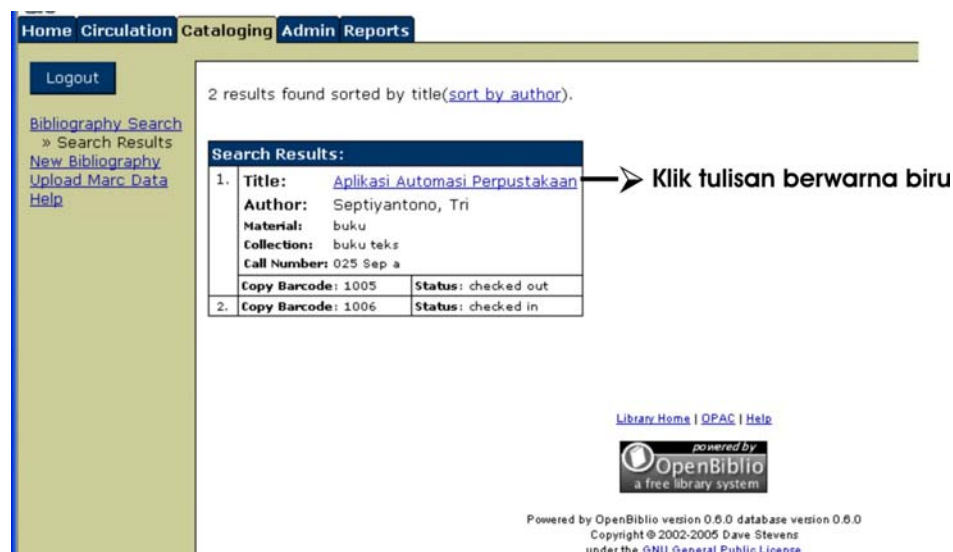 Home Circulation Cataloging Admin Reports
Logout
Bibliography Search
» Search Results
New Bibliography
Upload Marc Data
Help
2 results found sorted by title(sort by author).
Search Results:
1. Title: Aplikasi Automasi Perpustakaan
Klik tulisan berwarna biru
Author: Septiyantono, Tri
Material: buku
Collection: buku teks
Call Number: 025 Sep a
Copy Barcode: 1005 Status: checked out
2. Copy Barcode: 1006 Status: checked in
Library Home | OPAC | Help
powered by
OpenBiblio
a free library system
Powered by OpenBiblio version 0.6.0 database version 0.6.0
Copyright © 2002-2005 Dave Stevens
under the GNU General Public License